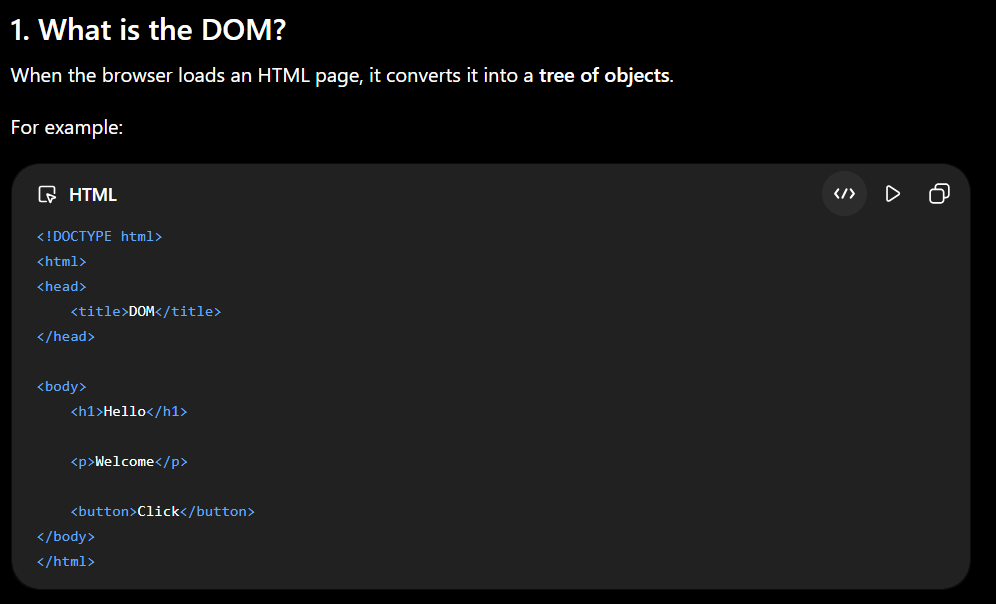 1. What is the DOM?
When the browser loads an HTML page, it converts it into a tree of objects.
For example:
HTML
<!DOCTYPE html>
<html>
<head>
    <title>DOM</title>
</head>
<body>
    <h1>Hello</h1>
    <p>Welcome</p>
    <button>Click</button>
</body>
</html>